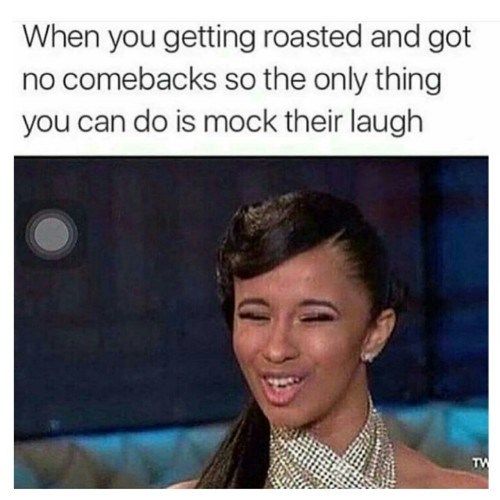 When you getting roasted and got
no comebacks so the only thing
you can do is mock their laugh
TW